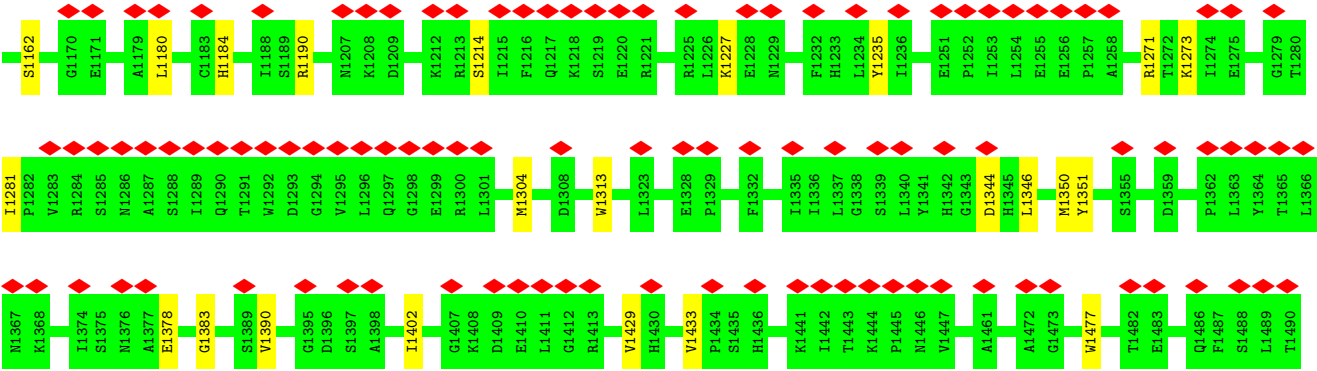 S1162 G1170 E1171 A1179 L1180 C1183 H1184 I1188 S1189 R1190 N1207 K1208 D1209 K1212 R1213 S1214 I1215 F1216 Q1217 K1218 S1219 E1220 R1221 R1225 L1226 K1227 E1228 N1229 F1232 H1233 L1234 Y1235 I1236 E1251 P1252 I1253 L1254 E1255 E1256 P1257 A1258 R1271 T1272 K1273 I1274 E1275 G1279 T1280
I1281 P1282 V1283 R1284 S1285 N1286 A1287 S1288 I1289 Q1290 T1291 W1292 D1293 G1294 V1295 L1296 Q1297 G1298 E1299 R1300 L1301 M1304 D1308 W1313 L1323 E1328 P1329 F1332 I1335 I1336 L1337 G1338 S1339 L1340 Y1341 H1342 G1343 D1344 H1345 L1346 M1350 Y1351 S1355 D1359 P1362 L1363 Y1364 T1365 L1366
N1367 K1368 I1374 S1375 N1376 A1377 E1378 G1383 S1389 V1390 G1395 D1396 S1397 A1398 I1402 G1407 K1408 D1409 E1410 L1411 G1412 R1413 V1429 H1430 V1433 P1434 S1435 H1436 K1441 I1442 T1443 K1444 P1445 N1446 V1447 A1461 A1472 G1473 W1477 T1482 E1483 Q1486 F1487 S1488 L1489 T1490